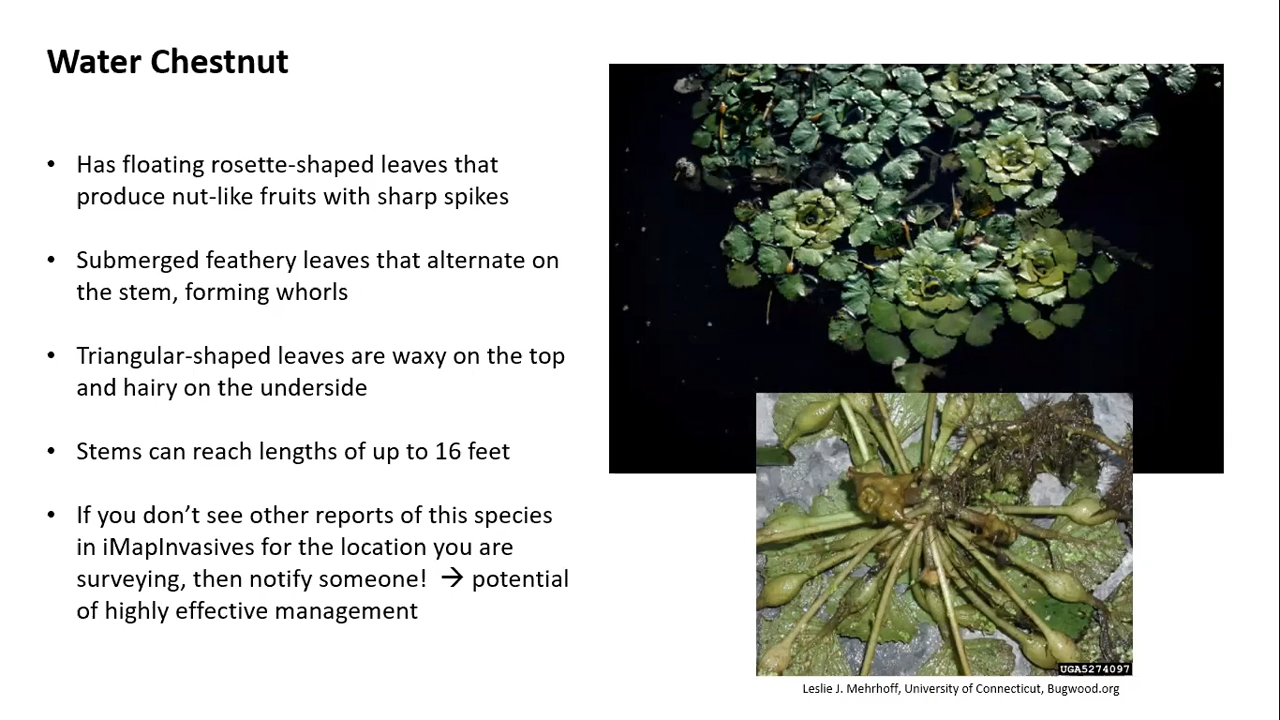 Water Chestnut
• Has floating rosette-shaped leaves that
produce nut-like fruits with sharp spikes
• Submerged feathery leaves that alternate on
the stem, forming whorls
• Triangular-shaped leaves are waxy on the top
and hairy on the underside
• Stems can reach lengths of up to 16 feet
• If you don’t see other reports of this species
in iMapInvasives for the location you are
surveying, then notify someone! → potential
of highly effective management
UGA5274097
Leslie J. Mehrhoff, University of Connecticut, Bugwood.org